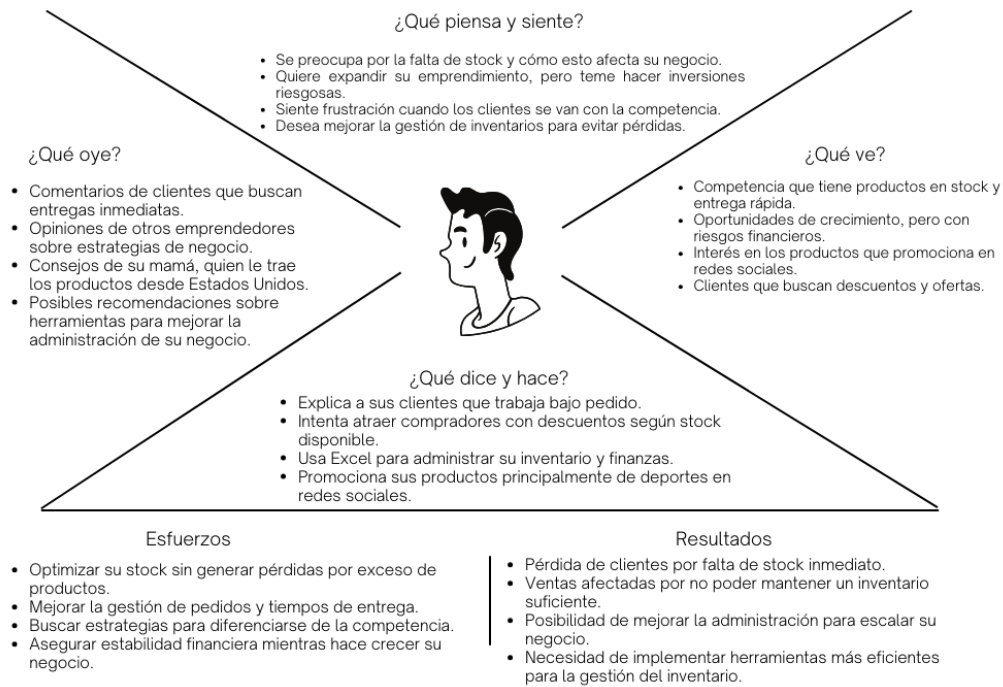 ¿Qué piensa y siente?
• Se preocupa por la falta de stock y cómo esto afecta su negocio.
• Quiere expandir su emprendimiento, pero teme hacer inversiones
riesgosas.
• Siente frustración cuando los clientes se van con la competencia.
• Desea mejorar la gestión de inventarios para evitar pérdidas.
¿Qué oye?
• Comentarios de clientes que buscan
entregas inmediatas.
• Opiniones de otros emprendedores
sobre estrategias de negocio.
• Consejos de su mamá, quien le trae
los productos desde Estados Unidos.
• Posibles recomendaciones sobre
herramientas para mejorar la
administración de su negocio.
¿Qué ve?
• Competencia que tiene productos en stock y
entrega rápida.
• Oportunidades de crecimiento, pero con
riesgos financieros.
• Interés en los productos que promociona en
redes sociales.
• Clientes que buscan descuentos y ofertas.
¿Qué dice y hace?
• Explica a sus clientes que trabaja bajo pedido.
• Intenta atraer compradores con descuentos según stock
disponible.
• Usa Excel para administrar su inventario y finanzas.
• Promociona sus productos principalmente de deportes en
redes sociales.
Esfuerzos
• Optimizar su stock sin generar pérdidas por exceso de
productos.
• Mejorar la gestión de pedidos y tiempos de entrega.
• Buscar estrategias para diferenciarse de la competencia.
• Asegurar estabilidad financiera mientras hace crecer su
negocio.
Resultados
• Pérdida de clientes por falta de stock inmediato.
• Ventas afectadas por no poder mantener un inventario
suficiente.
• Posibilidad de mejorar la administración para escalar su
negocio.
• Necesidad de implementar herramientas más eficientes
para la gestión del inventario.